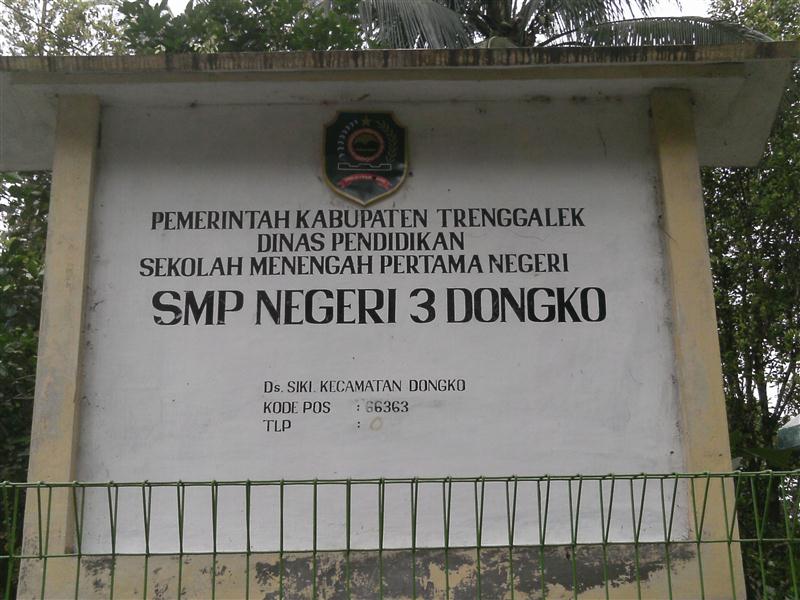 PEMERINTAH KABUPATEN TRENGGALEK
DINAS PENDIDIKAN
SEKOLAH MENENGAH PERTAMA NEGERI
SMP NEGERI 3 DONGKO
Ds. SIKI. KECAMATAN DONGKO
KODE POS : 66363
TLP : 0